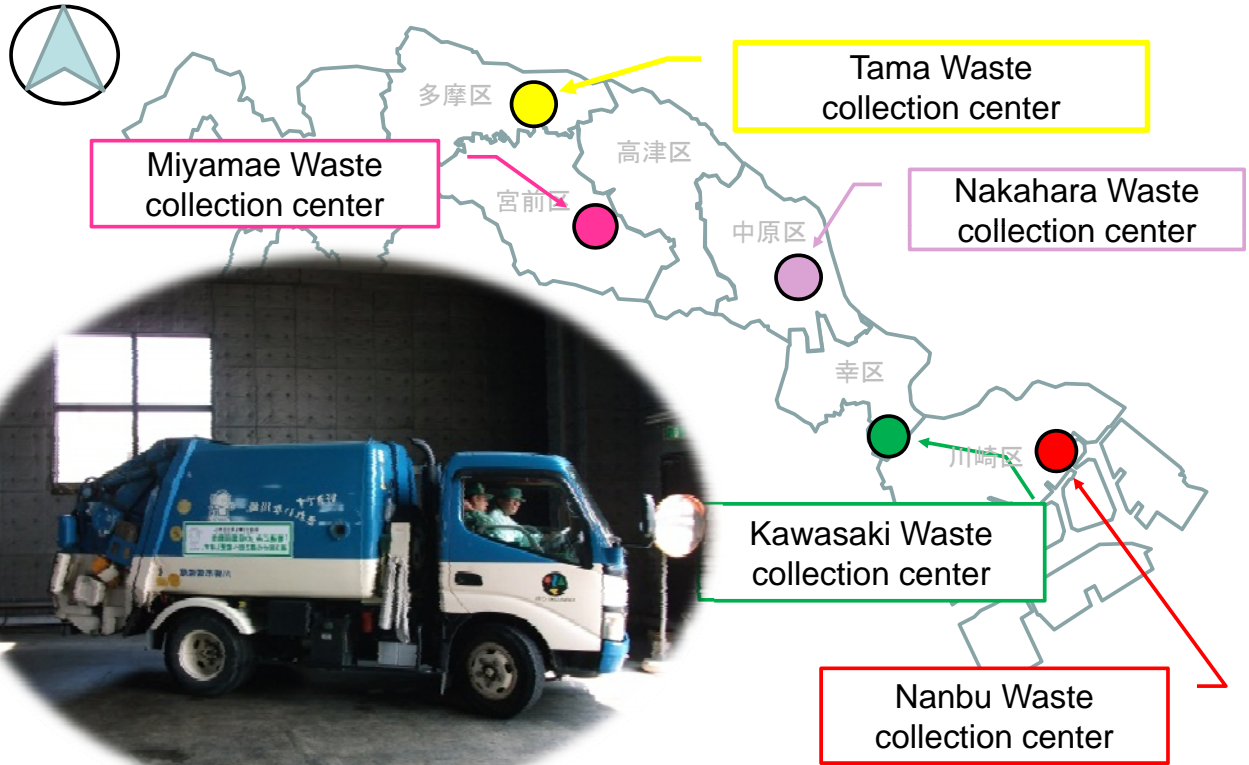 多摩区
Tama Waste
collection center
高津区
Miyamae Waste
collection center
宮前区
Nakahara Waste
collection center
中原区
幸区
川崎区
Kawasaki Waste
collection center
Nanbu Waste
collection center